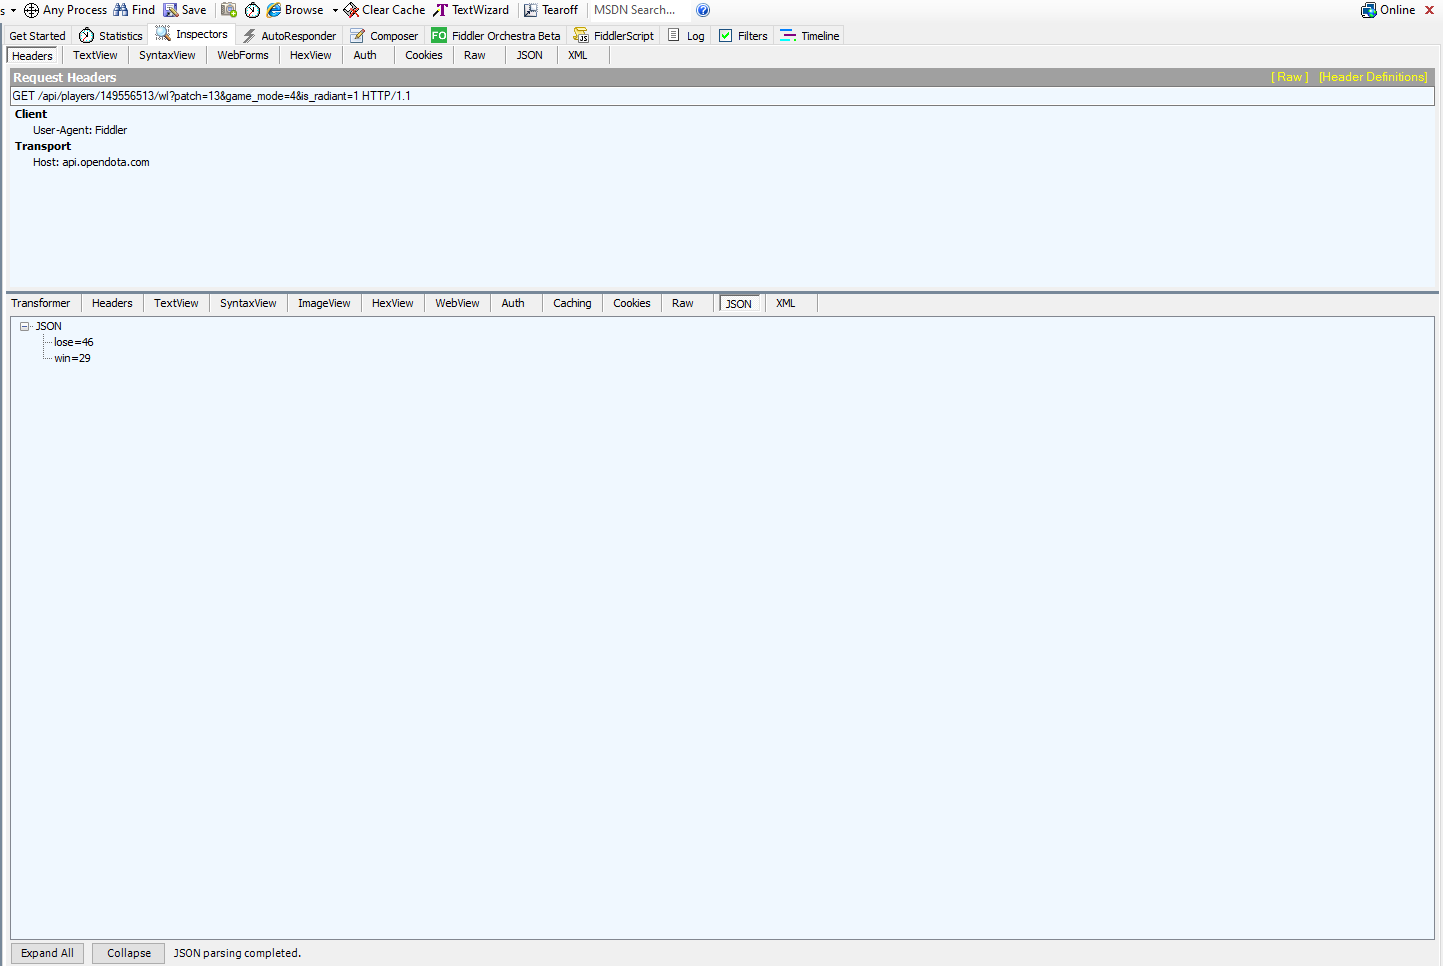 s Any Process Find Save Browse Clear Cache TextWizard Tearoff MSDN Search... Online X
Get Started Statistics Inspectors AutoResponder Composer FO Fiddler Orchestra Beta FiddlerScript Log Filters Timeline
Headers TextView SyntaxView WebForms HexView Auth Cookies Raw JSON XML
Request Headers [ Raw ] [Header Definitions]
GET /api/players/149556513/wl?patch=13&game_mode=4&is_radiant=1 HTTP/1.1
Client
User-Agent: Fiddler
Transport
Host: api.opendota.com
Transformer Headers TextView SyntaxView ImageView HexView WebView Auth Caching Cookies Raw JSON XML
JSON
lose=46
win=29
Expand All Collapse JSON parsing completed.